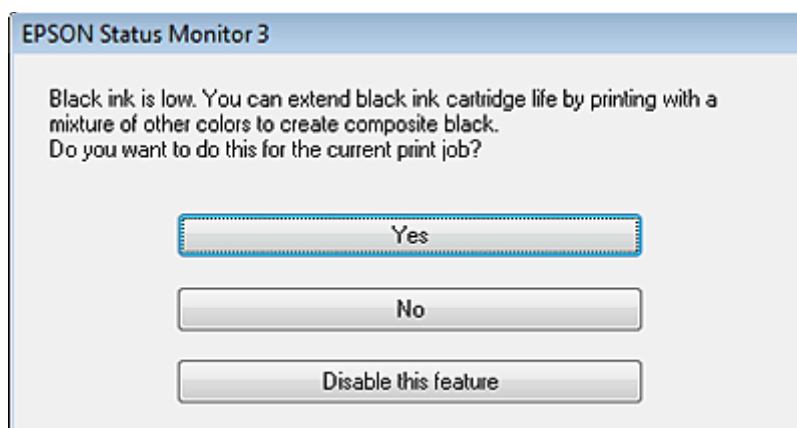 EPSON Status Monitor 3
Black ink is low. You can extend black ink cartridge life by printing with a
mixture of other colors to create composite black.
Do you want to do this for the current print job?
Yes
No
Disable this feature